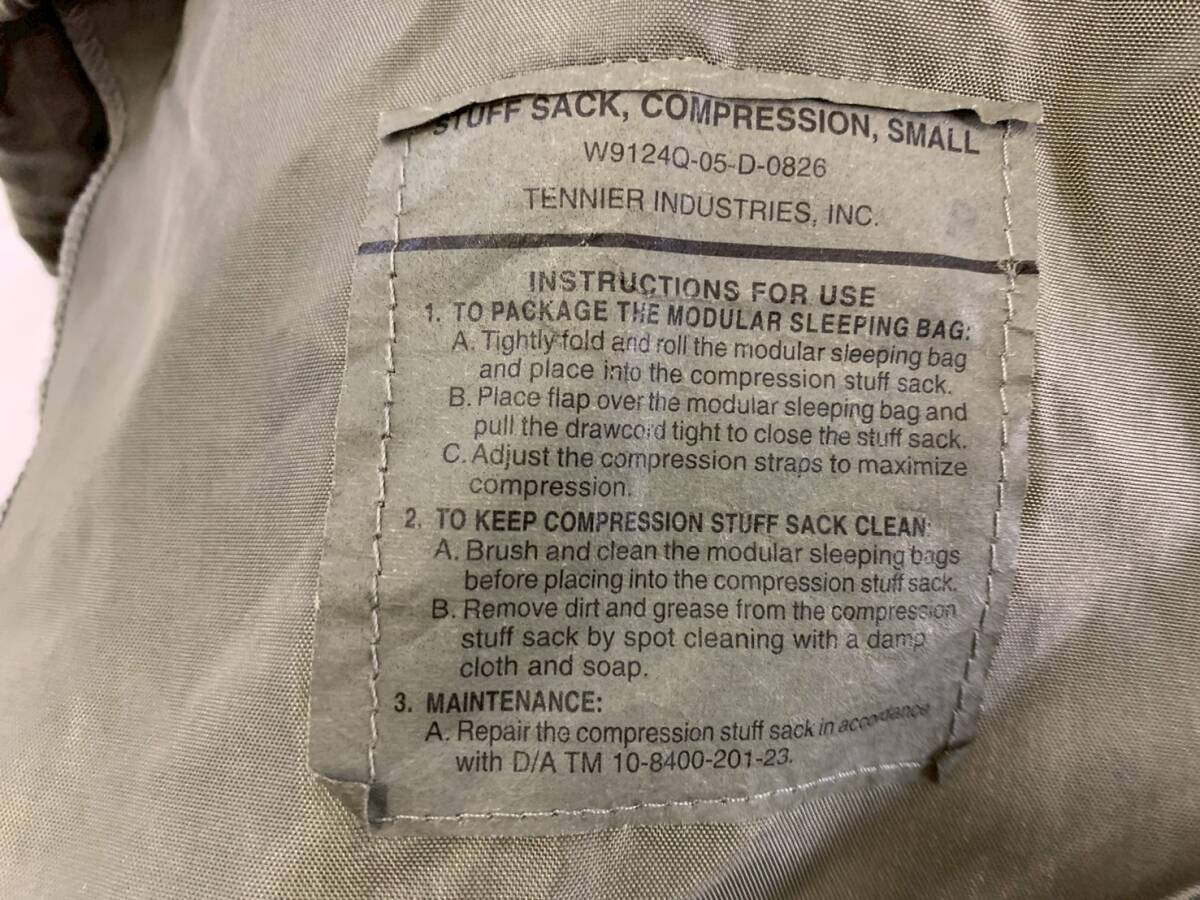 STUFF SACK, COMPRESSION, SMALL
W9124Q-05-D-0826
TENNIER INDUSTRIES, INC.
INSTRUCTIONS FOR USE
1. TO PACKAGE THE MODULAR SLEEPING BAG:
A. Tightly fold and roll the modular sleeping bag
and place into the compression stuff sack.
B. Place flap over the modular sleeping bag and
pull the drawcord tight to close the stuff sack.
C. Adjust the compression straps to maximize
compression.
2. TO KEEP COMPRESSION STUFF SACK CLEAN:
A. Brush and clean the modular sleeping bags
before placing into the compression stuff sack.
B. Remove dirt and grease from the compression
stuff sack by spot cleaning with a damp
cloth and soap.
3. MAINTENANCE:
A. Repair the compression stuff sack in accordance
with D/A TM 10-8400-201-23.